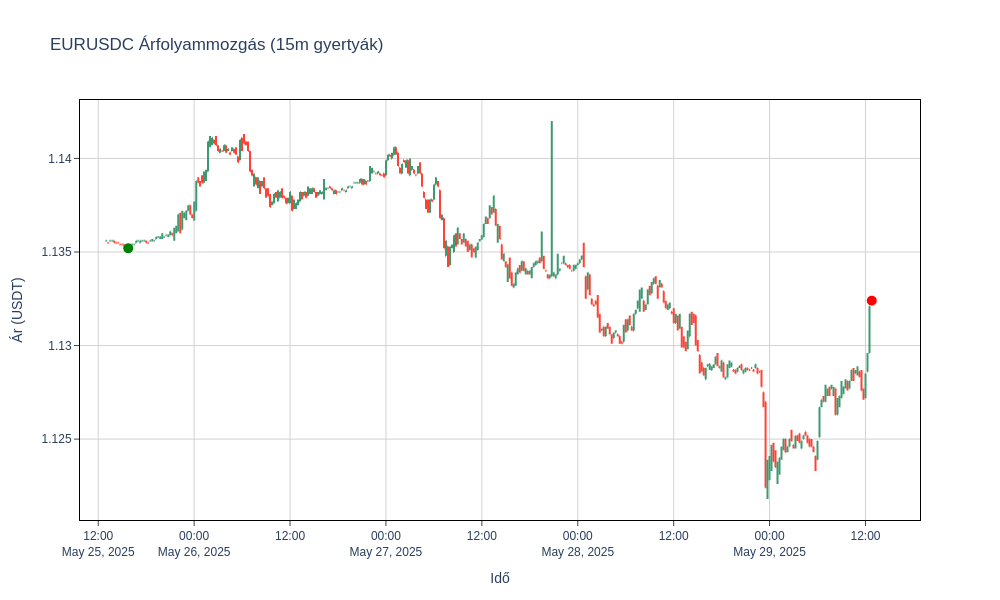 EURUSDC Árfolyammozgás (15m gyertyák)
1.14
1.135
1.13
1.125
Ár (USDT)
12:00 00:00 12:00 00:00 12:00 00:00 12:00 00:00 12:00
May 25, 2025 May 26, 2025 May 27, 2025 May 28, 2025 May 29, 2025
Idő